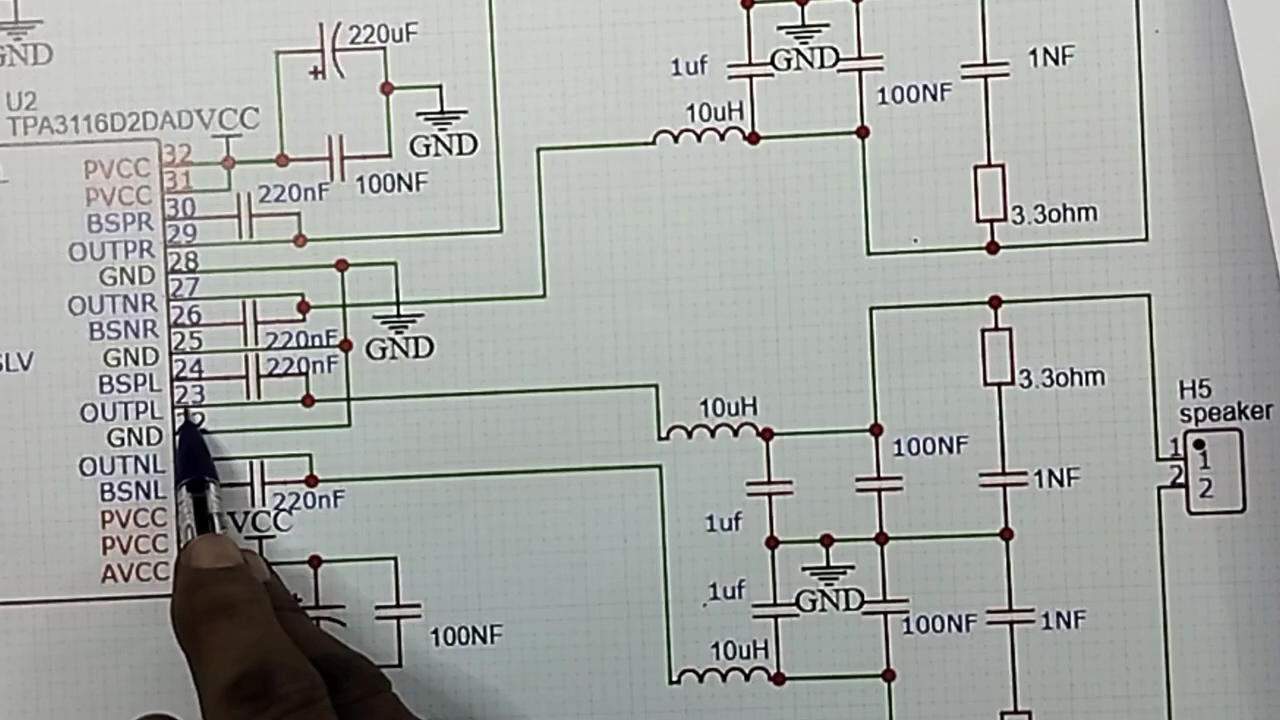 GND
U2
TPA3116D2DAD
VCC
220uF
GND
100NF
220nF
PVCC 32
PVCC 31
BSPR 30
OUTPR 29
GND 28
OUTNR 27
BSNR 26
GND 25
BSPL 24
OUTPL 23
GND
OUTNL
BSNL
PVCC
PVCC
AVCC
220nF
220nF
GND
220nF
VCC
100NF
1uf
GND
100NF
1NF
10uH
3.3ohm
3.3ohm
10uH
100NF
1NF
1uf
1uf
GND
100NF
1NF
10uH
H5
speaker
1 1
2 2